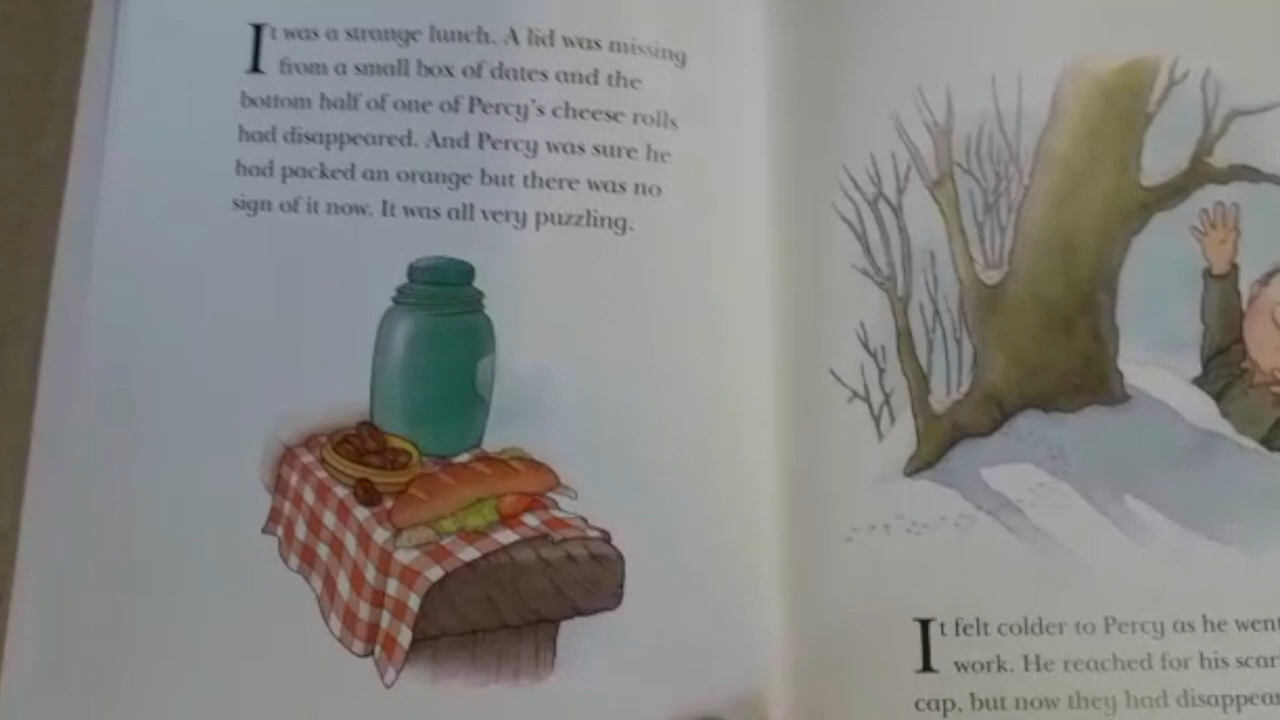 It was a strange lunch. A lid was missing
from a small box of dates and the
bottom half of one of Percy's cheese rolls
had disappeared. And Percy was sure he
had packed an orange but there was no
sign of it now. It was all very puzzling.
It felt colder to Percy as he went
work. He reached for his scar
cap, but now they had disappea